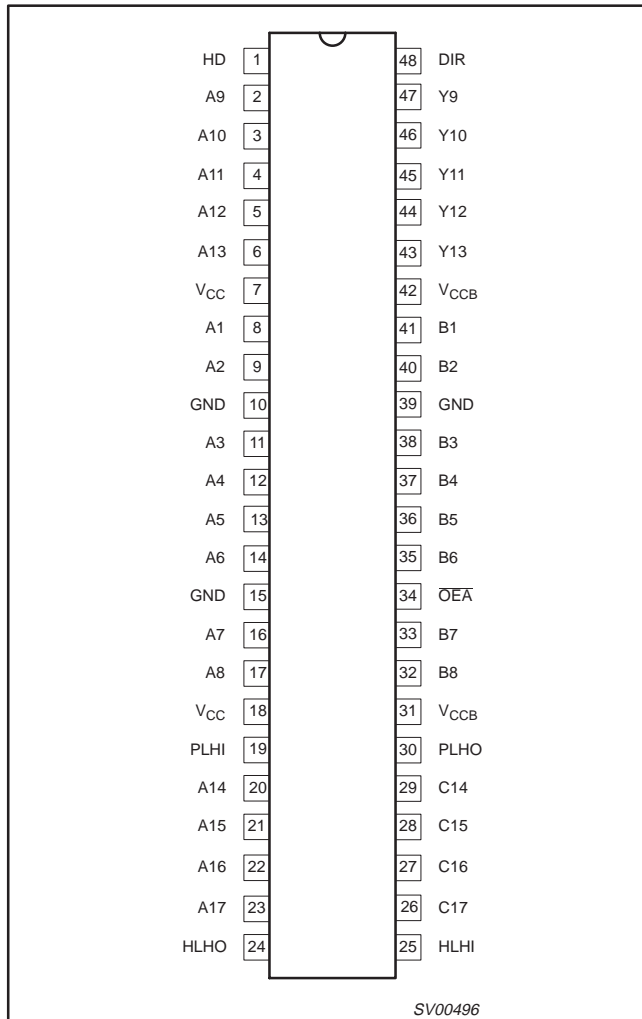 HD 1 48 DIR
A9 2 47 Y9
A10 3 46 Y10
A11 4 45 Y11
A12 5 44 Y12
A13 6 43 Y13
VCC 7 42 VCCB
A1 8 41 B1
A2 9 40 B2
GND 10 39 GND
A3 11 38 B3
A4 12 37 B4
A5 13 36 B5
A6 14 35 B6
GND 15 34 O̅E̅A̅
A7 16 33 B7
A8 17 32 B8
VCC 18 31 VCCB
PLHI 19 30 PLHO
A14 20 29 C14
A15 21 28 C15
A16 22 27 C16
A17 23 26 C17
HLHO 24 25 HLHI
SV00496